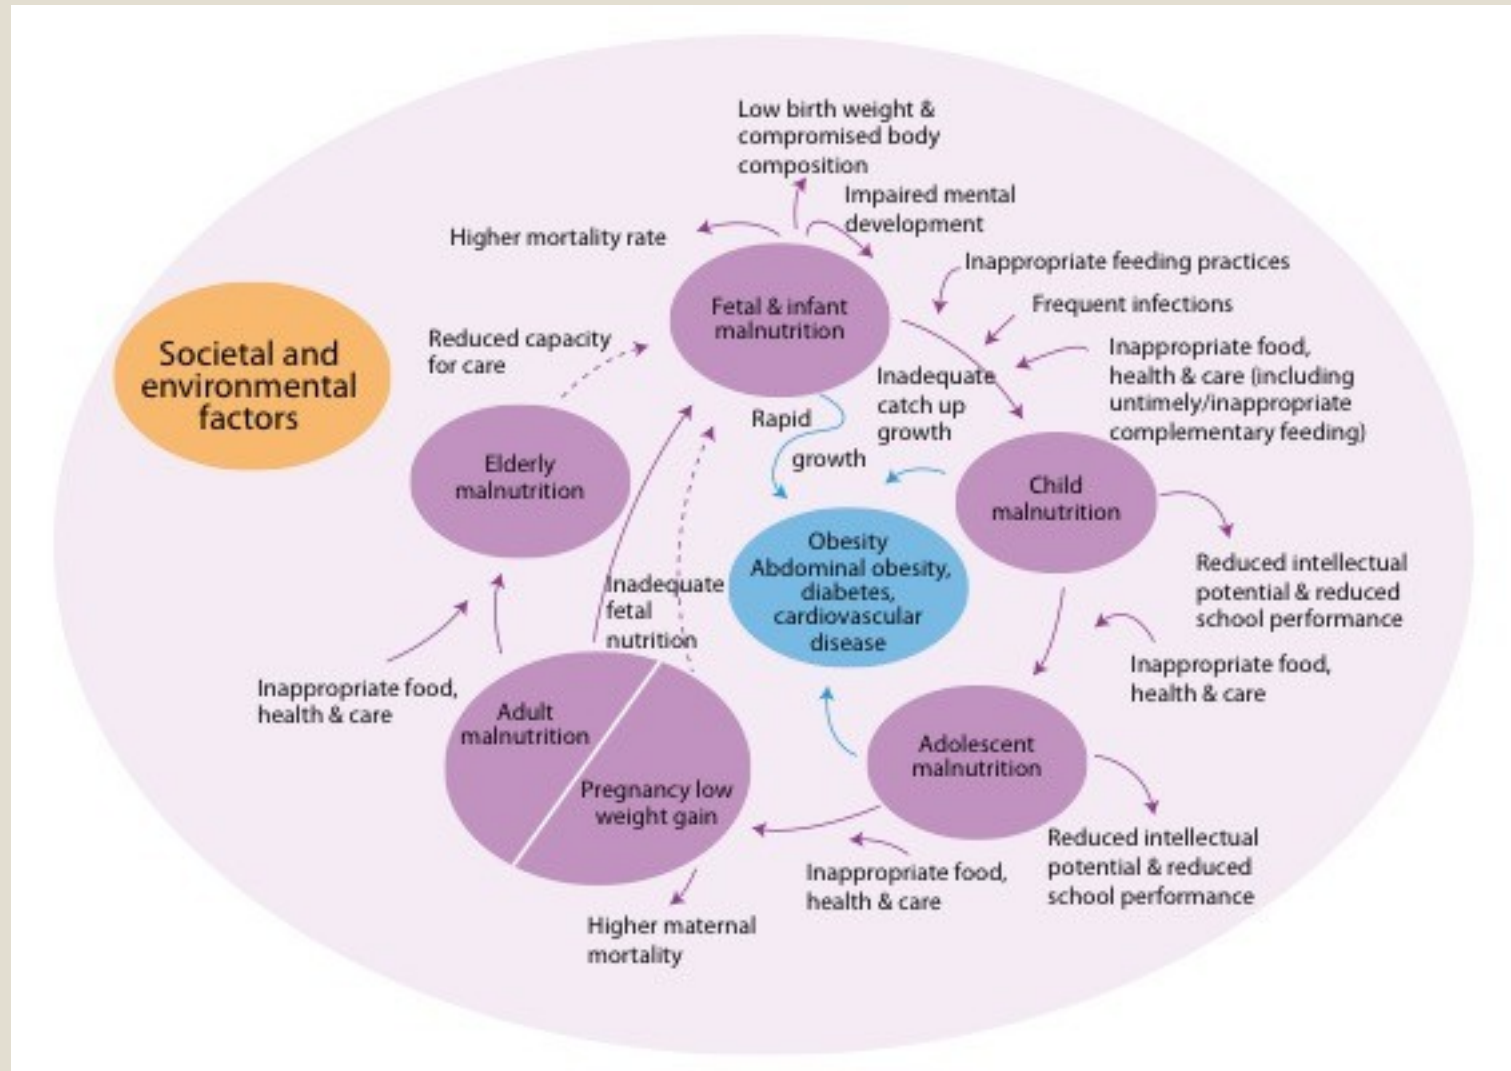 Low birth weight &
compromised body
composition
Impaired mental
development
Higher mortality rate
Inappropriate feeding practices
Frequent infections
Fetal & infant
malnutrition
Societal and
environmental
factors
Reduced capacity
for care
Inappropriate food,
health & care (including
untimely/inappropriate
complementary feeding)
Inadequate
catch up
growth
Rapid
growth
Elderly
malnutrition
Child
malnutrition
Obesity
Abdominal obesity,
diabetes,
cardiovascular
disease
Reduced intellectual
potential & reduced
school performance
Inadequate
fetal
nutrition
Inappropriate food,
health & care
Inappropriate food,
health & care
Adult
malnutrition
Pregnancy low
weight gain
Adolescent
malnutrition
Reduced intellectual
potential & reduced
school performance
Inappropriate food,
health & care
Higher maternal
mortality